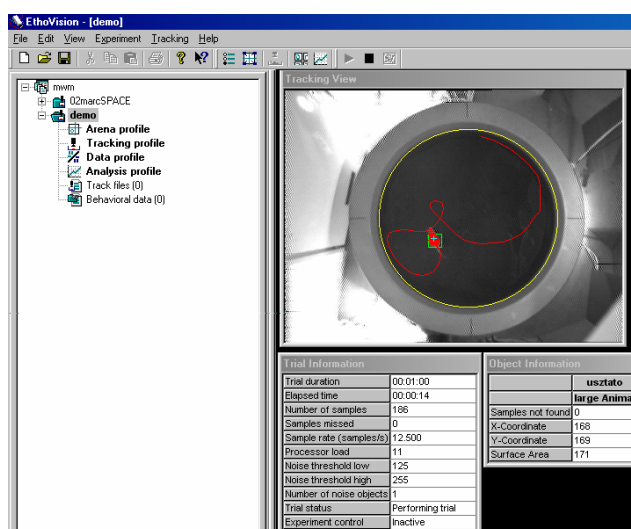 EthoVision - [demo]
File Edit View Experiment Tracking Help
mwm
02marcSPACE
demo
Arena profile
Tracking profile
Data profile
Analysis profile
Track files (0)
Behavioral data (0)
Tracking View
Trial Information
Trial duration 00:01:00
Elapsed time 00:00:14
Number of samples 186
Samples missed 0
Sample rate (samples/s) 12.500
Processor load 11
Noise threshold low 125
Noise threshold high 255
Number of noise objects 1
Trial status Performing trial
Experiment control Inactive
Object Information
usztato
large Anima
Samples not found 0
X-Coordinate 168
Y-Coordinate 169
Surface Area 171